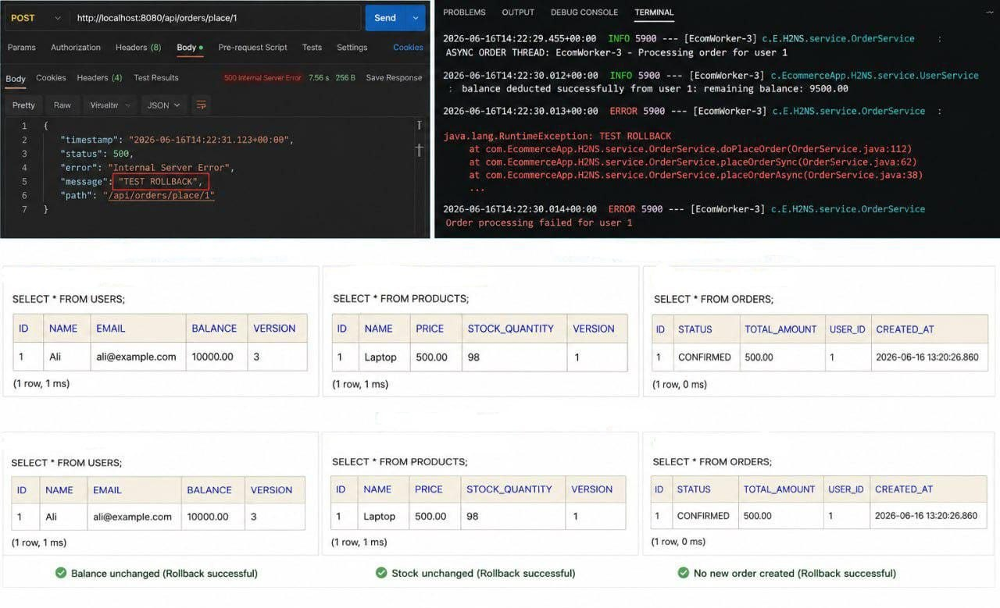 POST http://localhost:8080/api/orders/place/1 Send
Params Authorization Headers (8) Body Pre-request Script Tests Settings Cookies
Body Cookies Headers (4) Test Results 500 Internal Server Error 7.56 s 256 B Save Response
Pretty Raw JSON
1 {
2 "timestamp": "2026-06-16T14:22:31.123+00:00",
3 "status": 500,
4 "error": "Internal Server Error",
5 "message": "TEST ROLLBACK",
6 "path": "/api/orders/place/1"
7 }
PROBLEMS OUTPUT DEBUG CONSOLE TERMINAL
2026-06-16T14:22:29.455+00:00 INFO 5900 --- [EcomWorker-3] c.E.H2NS.service.OrderService :
ASYNC ORDER THREAD: EcomWorker-3 - Processing order for user 1
2026-06-16T14:22:30.012+00:00 INFO 5900 --- [EcomWorker-3] c.EcommerceApp.H2NS.service.UserService
: balance deducted successfully from user 1: remaining balance: 9500.00
2026-06-16T14:22:30.013+00:00 ERROR 5900 --- [EcomWorker-3] c.E.H2NS.service.OrderService :
java.lang.RuntimeException: TEST ROLLBACK
at com.EcommerceApp.H2NS.service.OrderService.doPlaceOrder(OrderService.java:112)
at com.EcommerceApp.H2NS.service.OrderService.placeOrderSync(OrderService.java:62)
at com.EcommerceApp.H2NS.service.OrderService.placeOrderAsync(OrderService.java:38)
...
2026-06-16T14:22:30.014+00:00 ERROR 5900 --- [EcomWorker-3] c.E.H2NS.service.OrderService
Order processing failed for user 1
SELECT * FROM USERS;
ID NAME EMAIL BALANCE VERSION
1 Ali ali@example.com 10000.00 3
(1 row, 1 ms)
SELECT * FROM PRODUCTS;
ID NAME PRICE STOCK_QUANTITY VERSION
1 Laptop 500.00 98 1
(1 row, 1 ms)
SELECT * FROM ORDERS;
ID STATUS TOTAL_AMOUNT USER_ID CREATED_AT
1 CONFIRMED 500.00 1 2026-06-16 13:20:26.860
(1 row, 0 ms)
SELECT * FROM USERS;
ID NAME EMAIL BALANCE VERSION
1 Ali ali@example.com 10000.00 3
(1 row, 1 ms)
Balance unchanged (Rollback successful)
SELECT * FROM PRODUCTS;
ID NAME PRICE STOCK_QUANTITY VERSION
1 Laptop 500.00 98 1
(1 row, 1 ms)
Stock unchanged (Rollback successful)
SELECT * FROM ORDERS;
ID STATUS TOTAL_AMOUNT USER_ID CREATED_AT
1 CONFIRMED 500.00 1 2026-06-16 13:20:26.860
(1 row, 0 ms)
No new order created (Rollback successful)